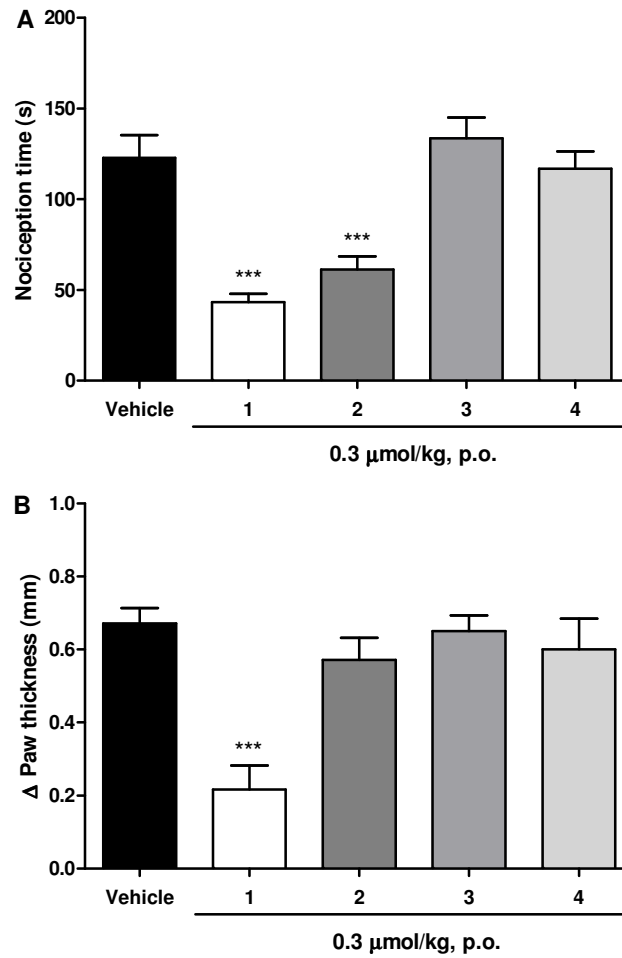 A
Nociception time (s)
200
150
100
50
0
***
***
Vehicle 1 2 3 4
0.3 μmol/kg, p.o.
B
Δ Paw thickness (mm)
1.0
0.8
0.6
0.4
0.2
0.0
***
Vehicle 1 2 3 4
0.3 μmol/kg, p.o.